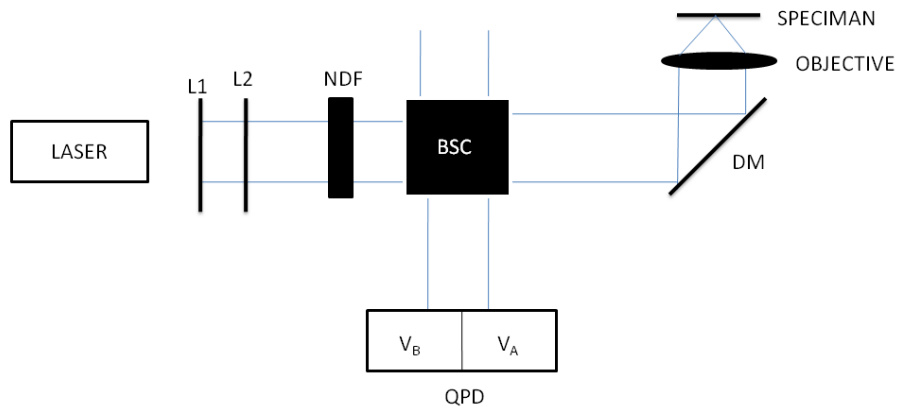 SPECIMAN
OBJECTIVE
L1
L2
NDF
LASER
BSC
DM
VB
VA
QPD